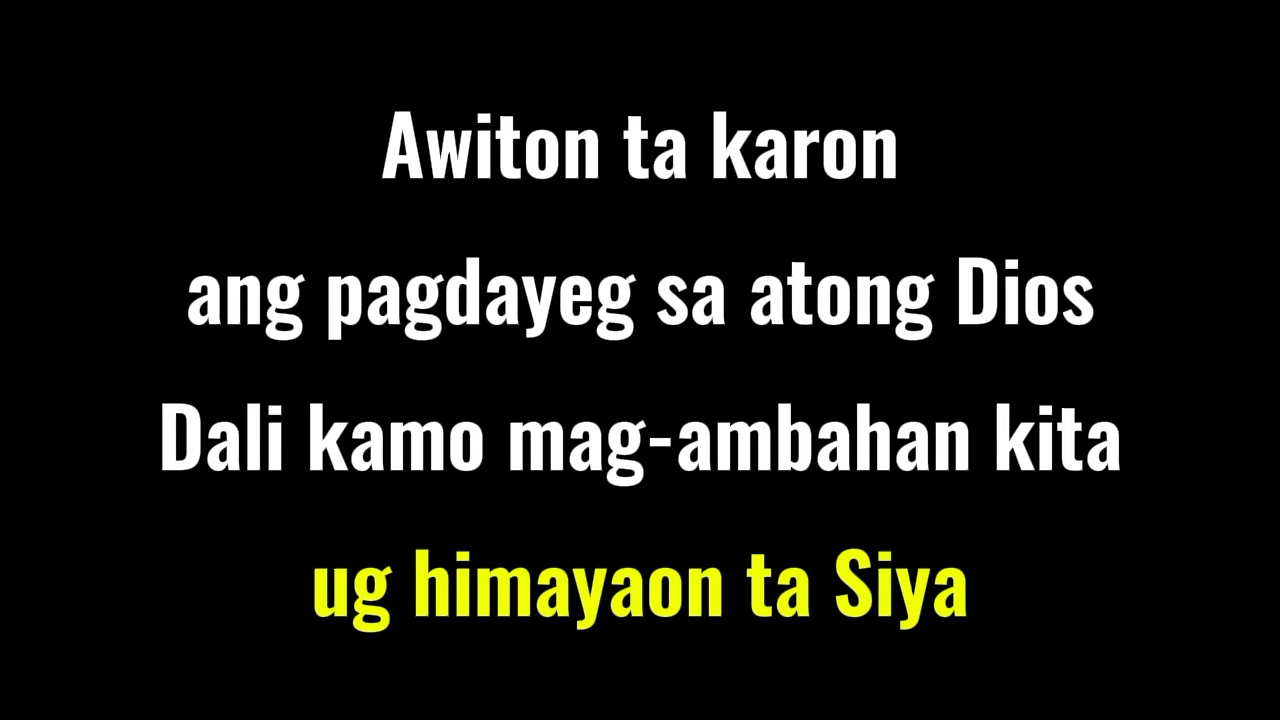 Awiton ta karon
ang pagdayeg sa atong Dios
Dali kamo mag-ambahan kita
ug himayaon ta Siya